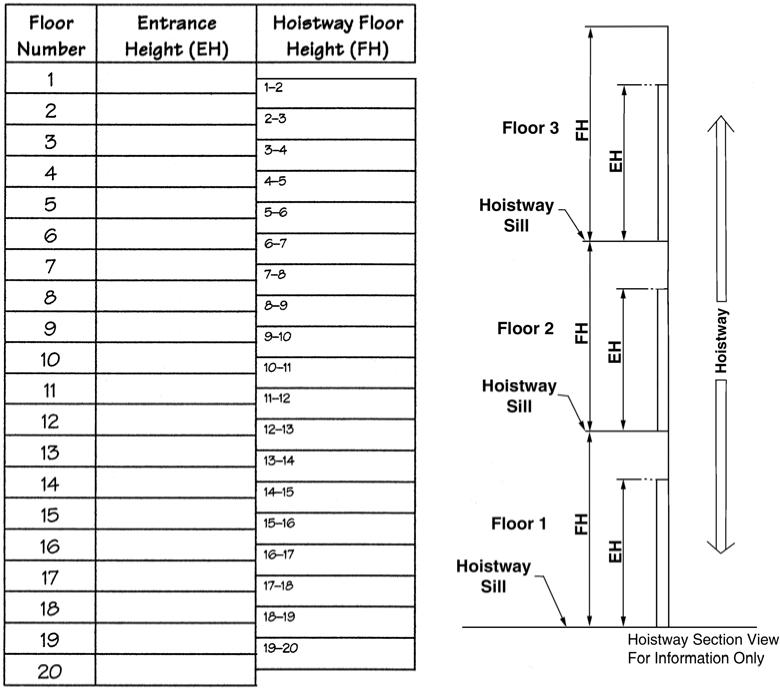 Floor
Number
Entrance
Height (EH)
Hoistway Floor
Height (FH)
1
1–2
2
2–3
3
3–4
4
4–5
5
5–6
6
6–7
7
7–8
8
8–9
9
9–10
10
10–11
11
11–12
12
12–13
13
13–14
14
14–15
15
15–16
16
16–17
17
17–18
18
18–19
19
19–20
20
Floor 3
FH
EH
Hoistway
Sill
Floor 2
FH
EH
Hoistway
Sill
Floor 1
FH
EH
Hoistway
Sill
Hoistway
Hoistway Section View
For Information Only